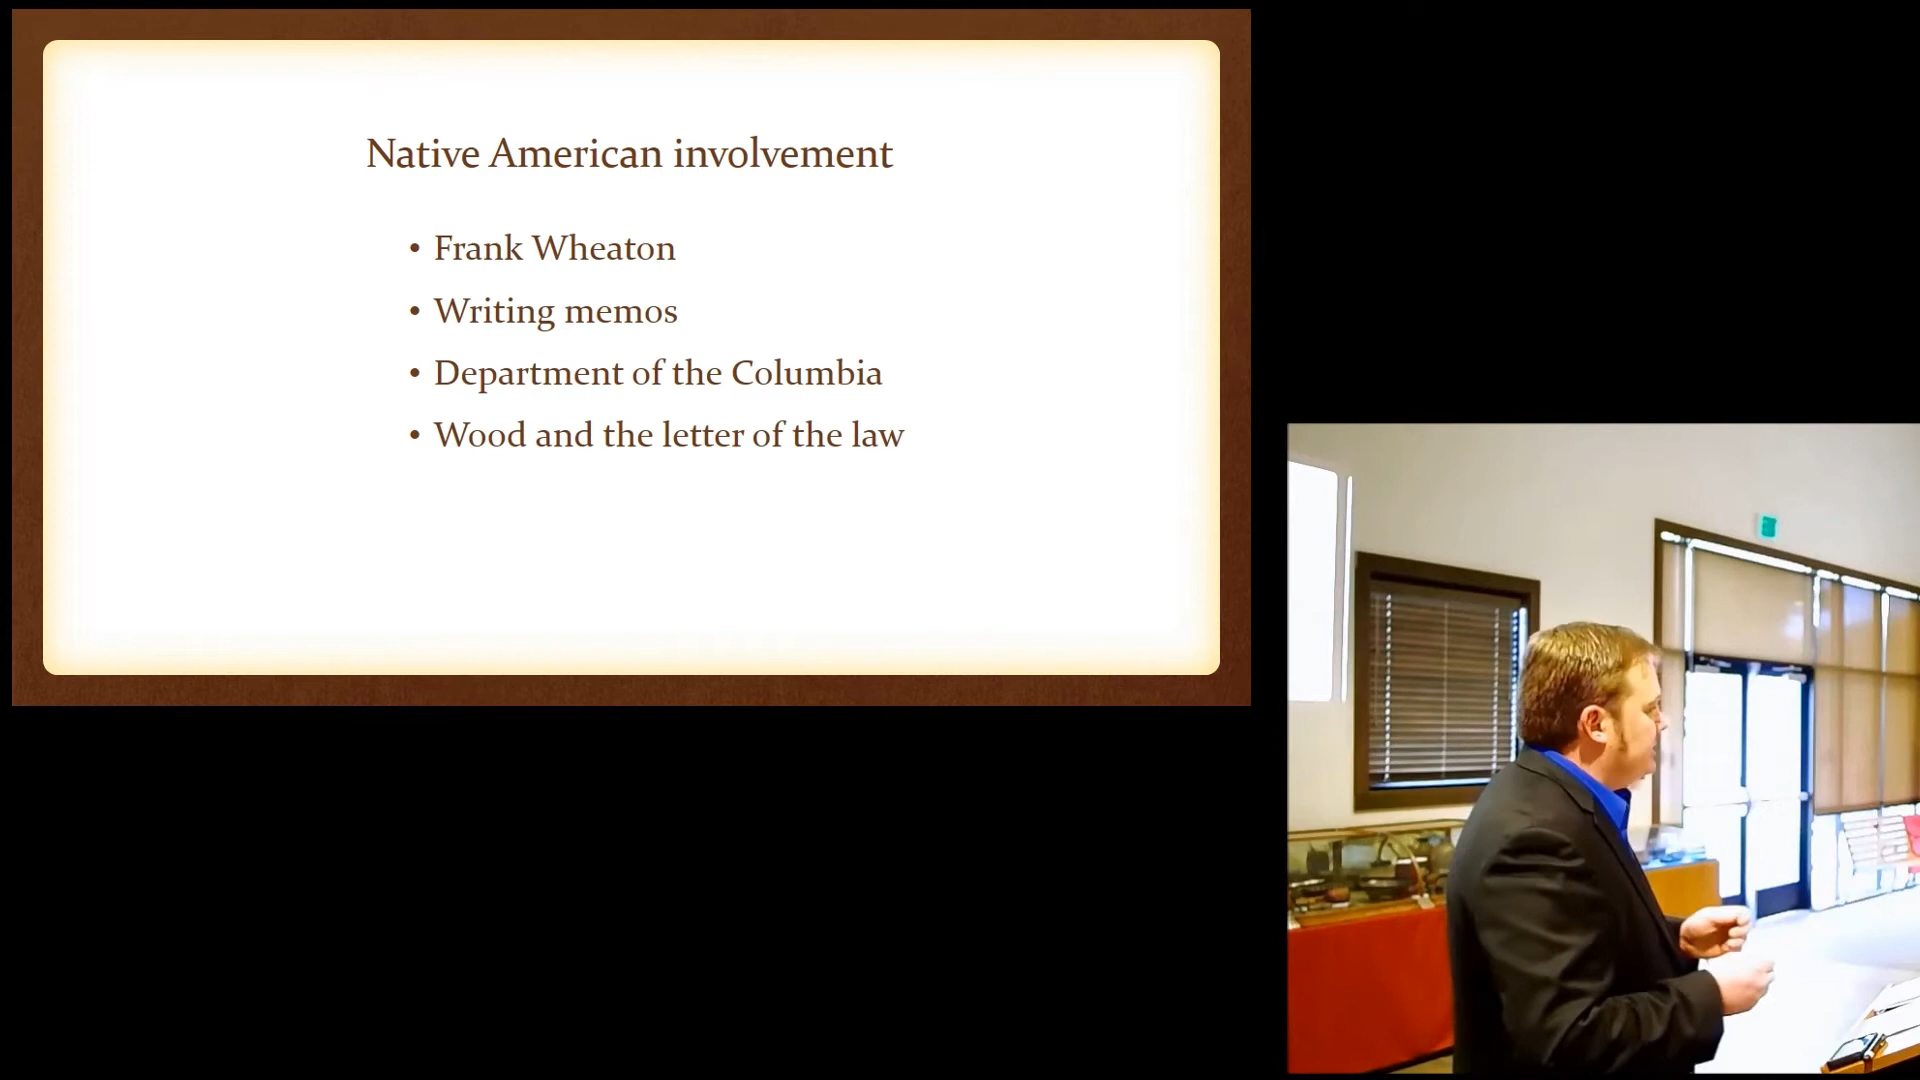 Native American involvement
• Frank Wheaton
• Writing memos
• Department of the Columbia
• Wood and the letter of the law